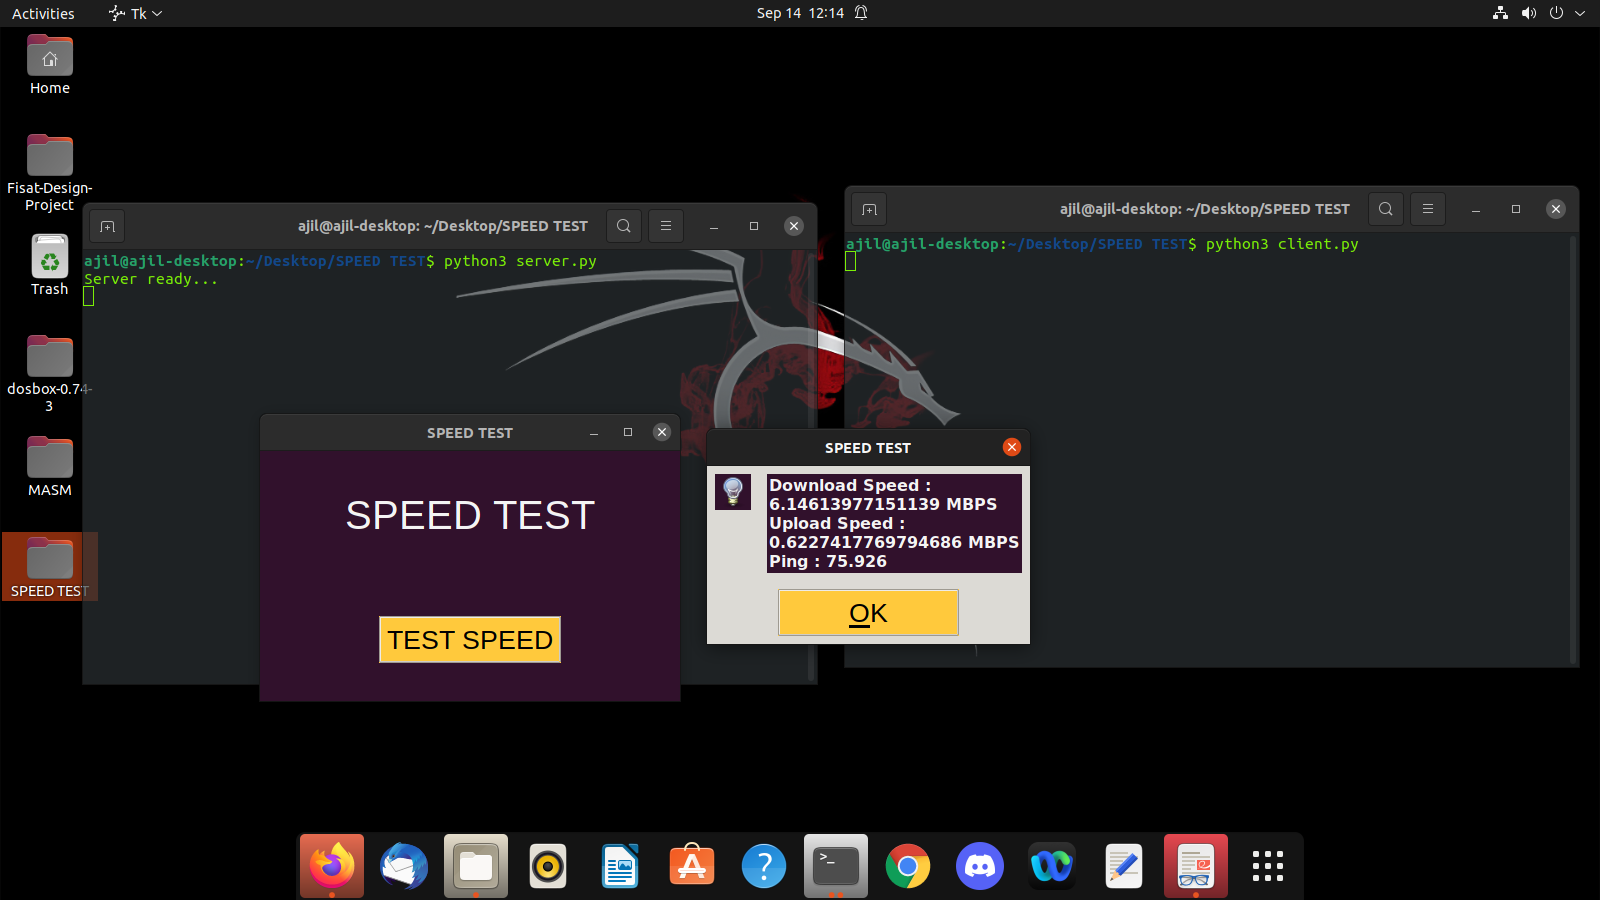 Activities
Tk
Sep 14 12:14
Home
Fisat-Design-
Project
Trash
dosbox-0.74-
3
MASM
SPEED TEST
ajil@ajil-desktop: ~/Desktop/SPEED TEST
ajil@ajil-desktop:~/Desktop/SPEED TEST$ python3 server.py
Server ready...
ajil@ajil-desktop: ~/Desktop/SPEED TEST
ajil@ajil-desktop:~/Desktop/SPEED TEST$ python3 client.py
SPEED TEST
SPEED TEST
TEST SPEED
SPEED TEST
Download Speed :
6.14613977151139 MBPS
Upload Speed :
0.6227417769794686 MBPS
Ping : 75.926
OK